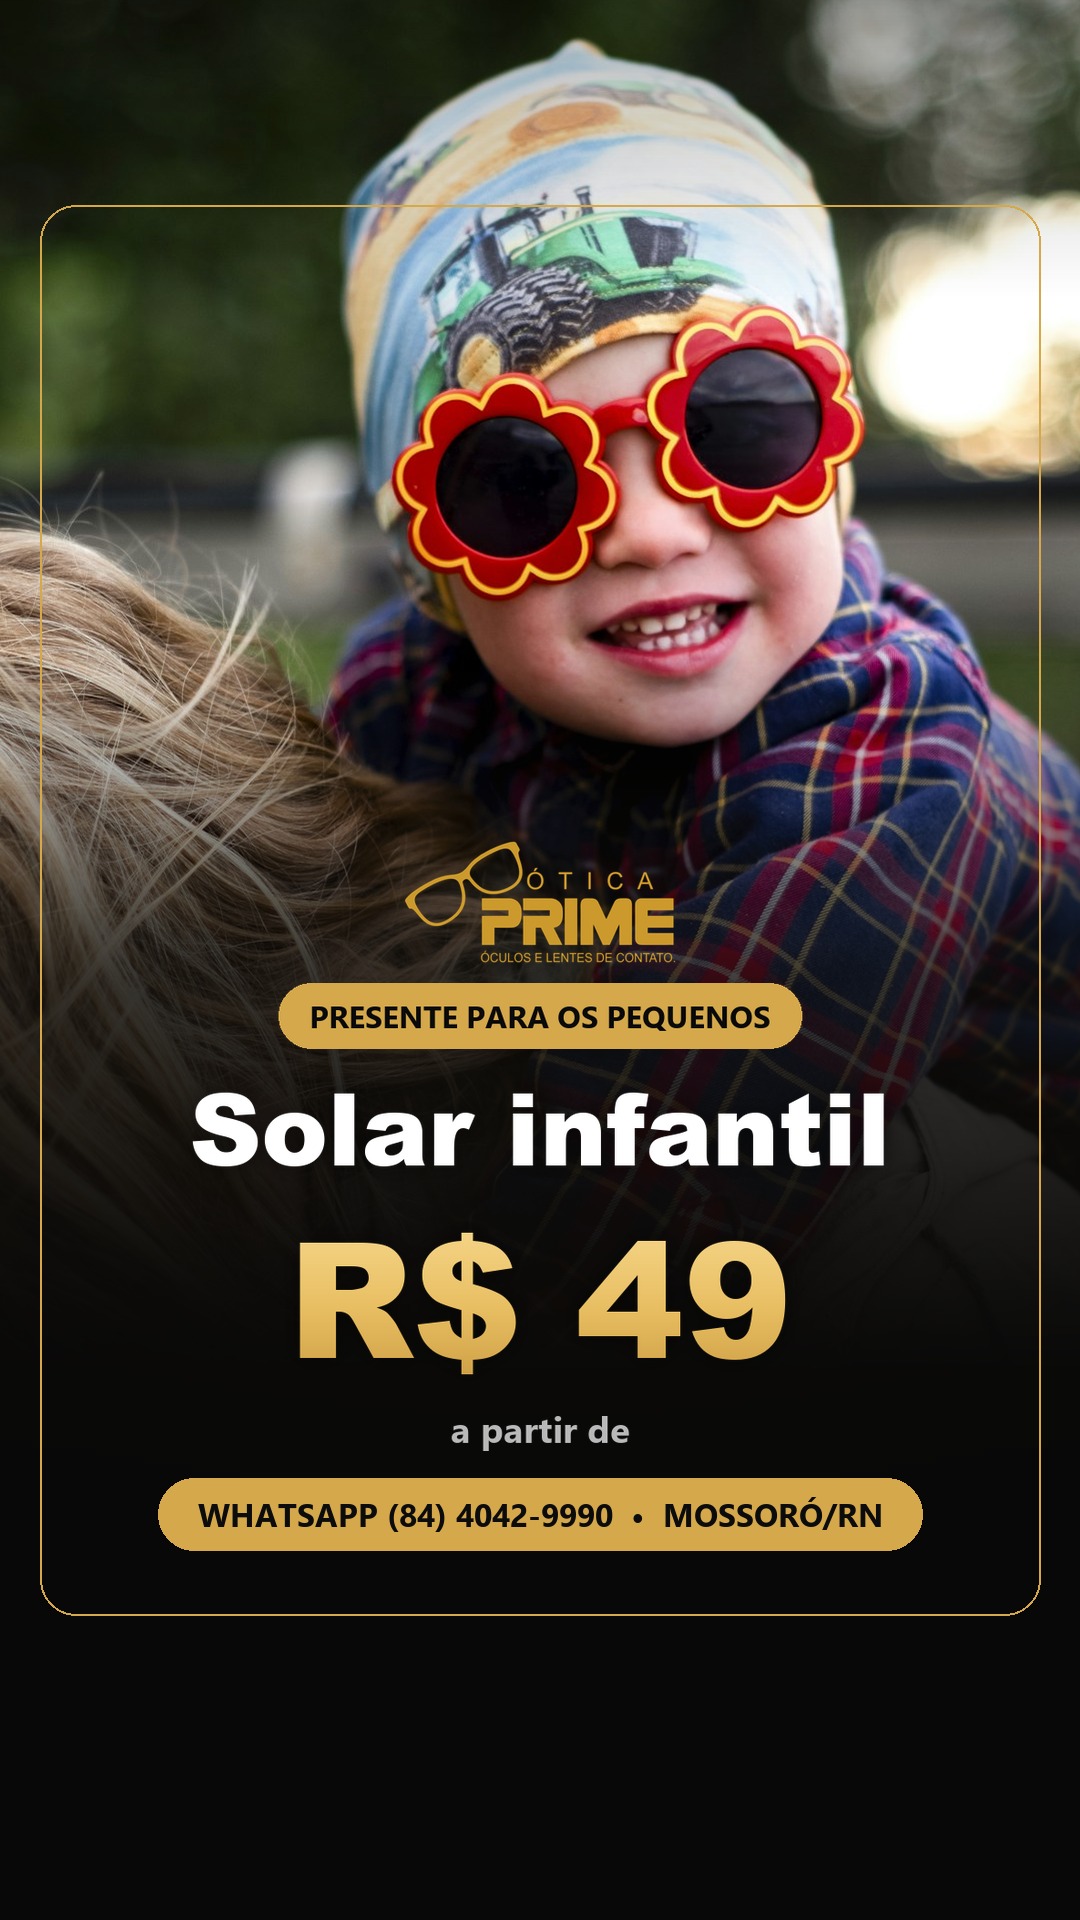 ÓTICA
PRIME
ÓCULOS E LENTES DE CONTATO.
PRESENTE PARA OS PEQUENOS
Solar infantil
R$ 49
a partir de
WHATSAPP (84) 4042-9990 • MOSSORÓ/RN